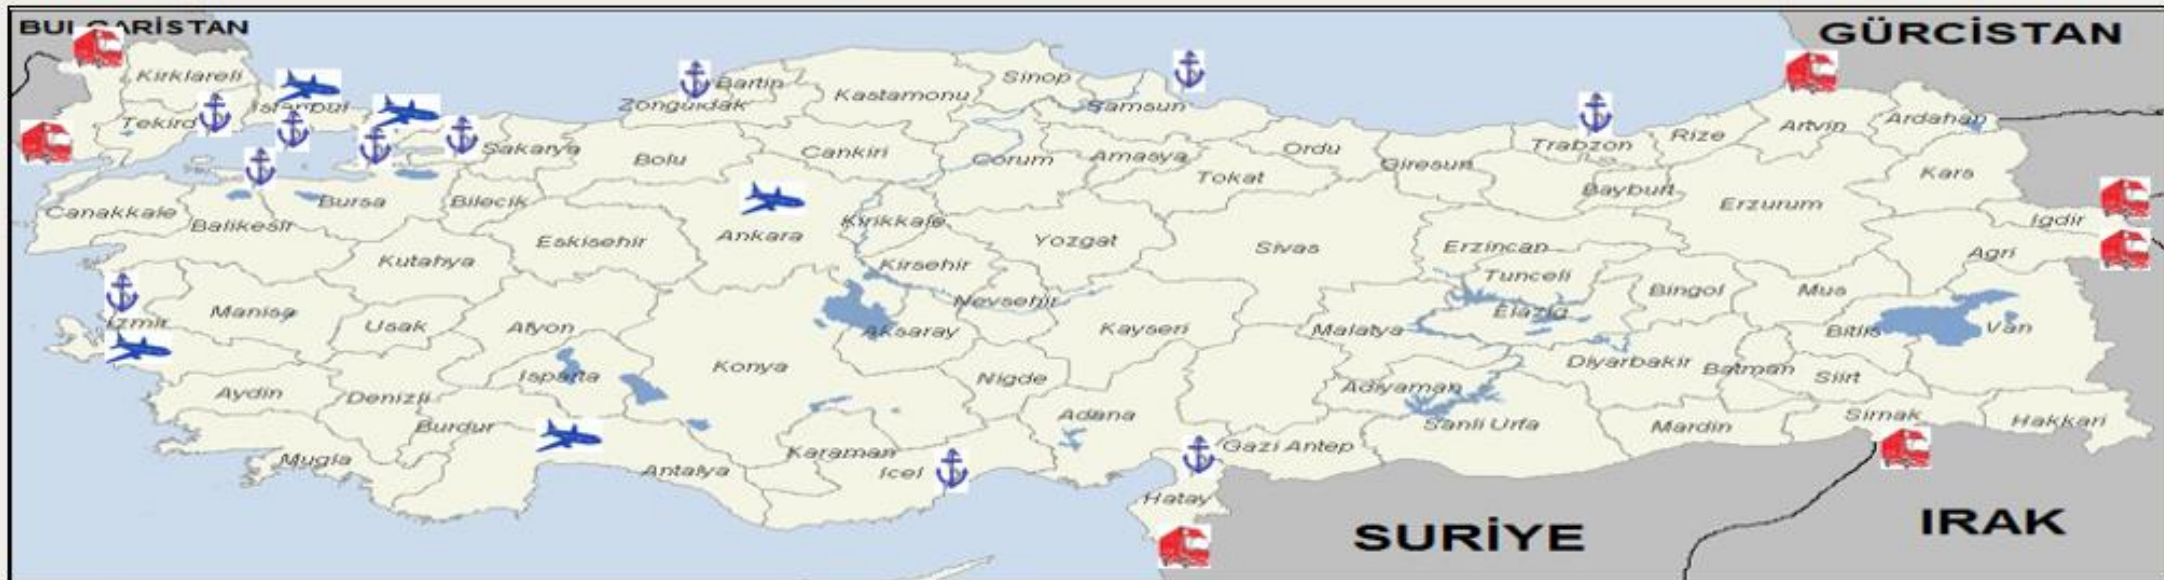 BULGARİSTAN
GÜRCİSTAN
Kirklareli
Istanbul
Tekird
Bartin
Zonguldak
Kastamonu
Sinop
Samsun
Sakarya
Bolu
Cankiri
Corum
Amasya
Tokat
Ordu
Giresun
Trabzon
Rize
Artvin
Ardahan
Kars
Bayburt
Erzurum
Igdir
Agri
Canakkale
Balikesir
Bursa
Bilecik
Eskisehir
Ankara
Kirikkale
Yozgat
Sivas
Erzincan
Tunceli
Kutahya
Kirsehir
Nevsehir
Bingol
Mus
Izmir
Manisa
Usak
Afyon
Aksaray
Kayseri
Malatya
Elazig
Bitlis
Van
Konya
Isparta
Nigde
Diyarbakir
Batman
Siirt
Adiyaman
Aydin
Denizli
Burdur
Adana
Sanli Urfa
Mardin
Sirnak
Hakkari
Mugla
Antalya
Karaman
Icel
Gazi Antep
Hatay
SURİYE
IRAK